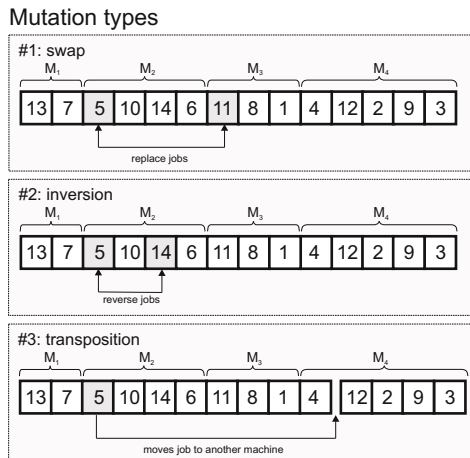 Mutation types
#1: swap
M₁ M₂ M₃ M₄
13 7 5 10 14 6 11 8 1 4 12 2 9 3
replace jobs
#2: inversion
M₁ M₂ M₃ M₄
13 7 5 10 14 6 11 8 1 4 12 2 9 3
reverse jobs
#3: transposition
M₁ M₂ M₃ M₄
13 7 5 10 14 6 11 8 1 4 12 2 9 3
moves job to another machine